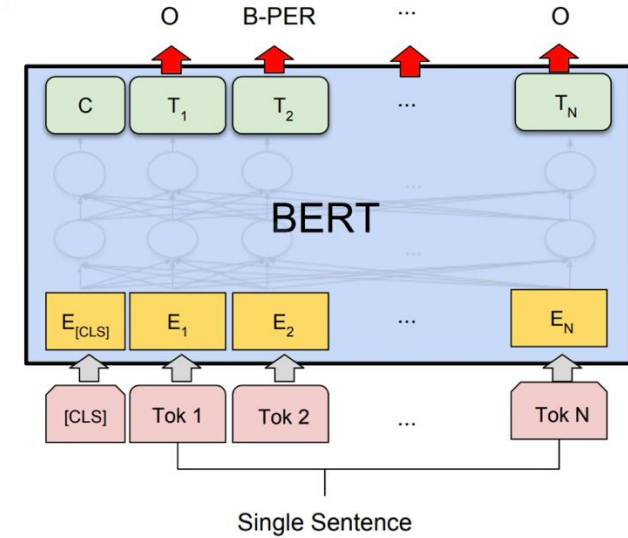 O B-PER ... O
C T1 T2 ... TN
...
BERT
...
E[CLS] E1 E2 ... EN
[CLS] Tok 1 Tok 2 ... Tok N
Single Sentence